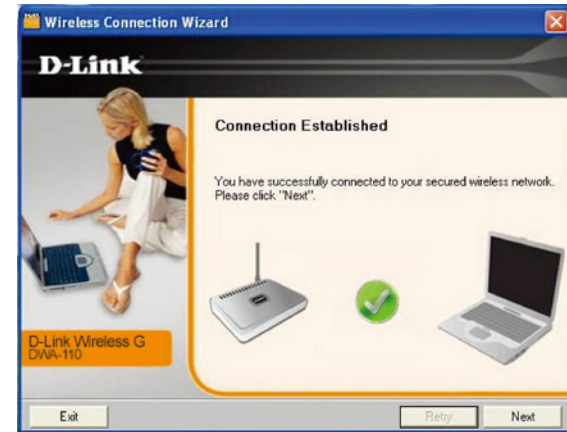 Wireless Connection Wizard
D-Link
Connection Established
You have successfully connected to your secured wireless network.
Please click "Next".
D-Link Wireless G
DWA-110
Exit
Retry
Next